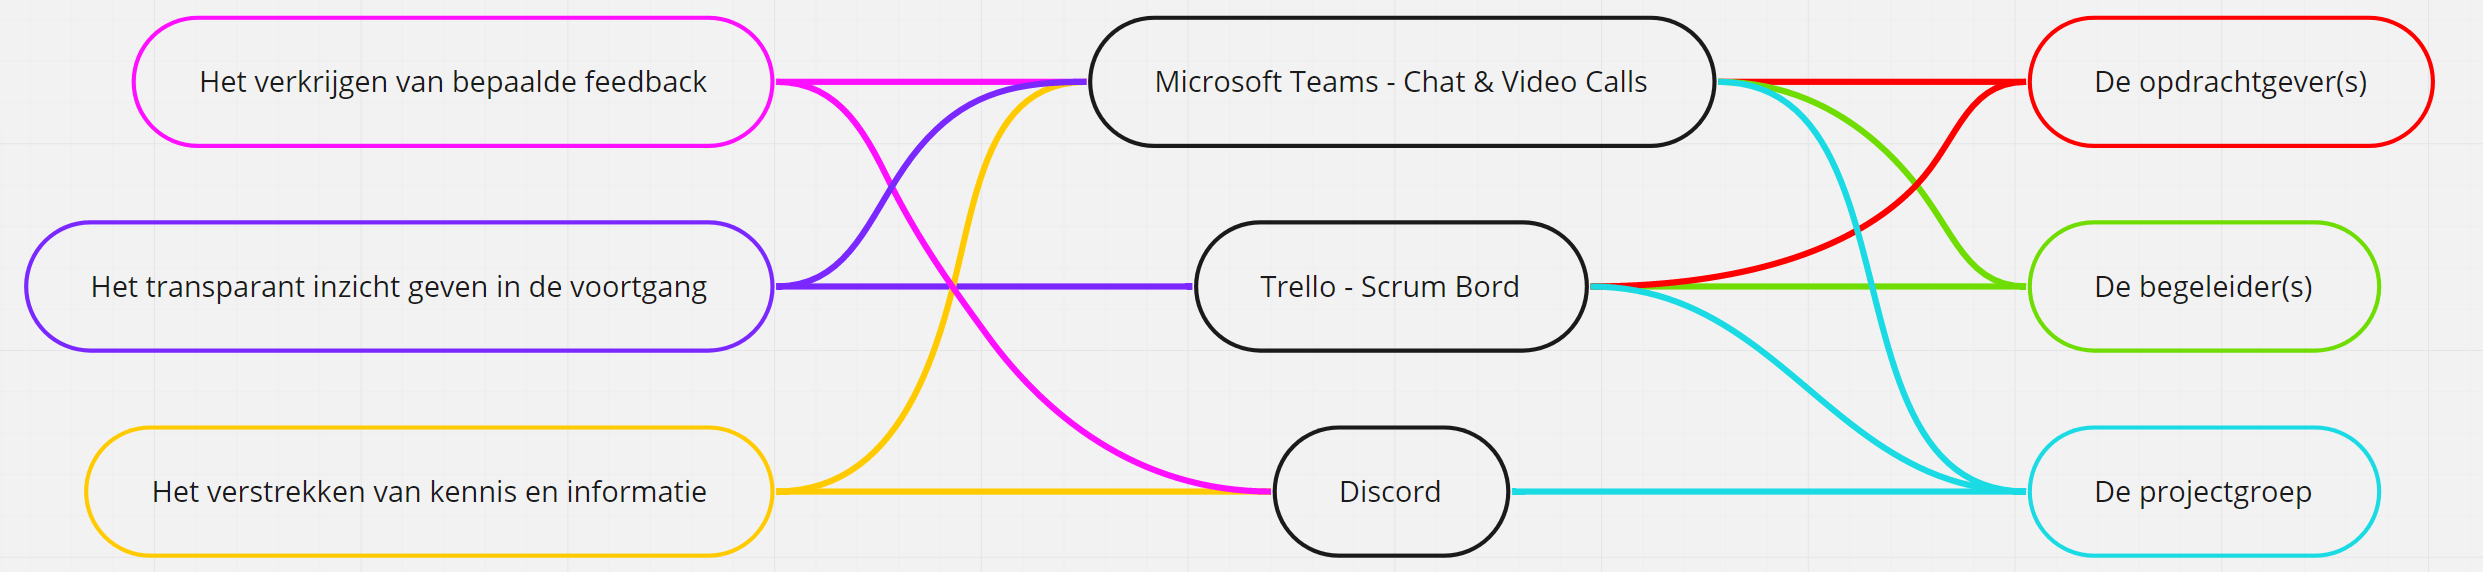 Het verkrijgen van bepaalde feedback
Microsoft Teams - Chat & Video Calls
De opdrachtgever(s)
Het transparant inzicht geven in de voortgang
Trello - Scrum Bord
De begeleider(s)
Het verstrekken van kennis en informatie
Discord
De projectgroep